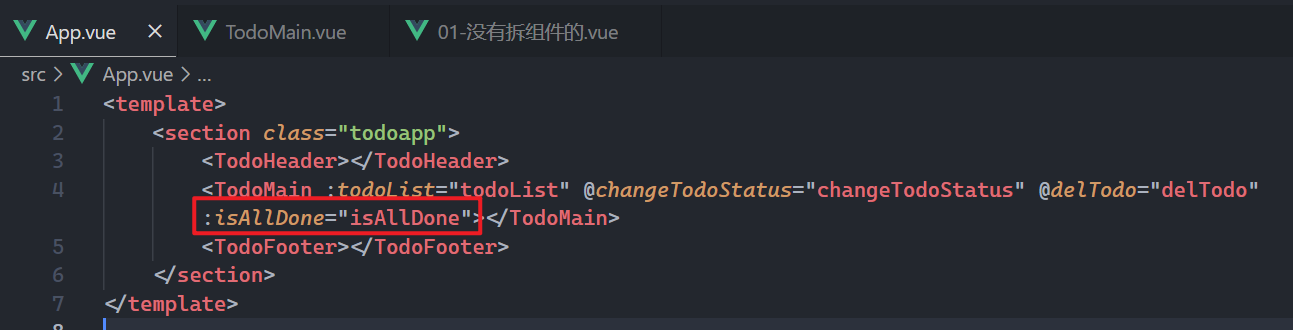 App.vue × TodoMain.vue 01-没有拆组件的.vue
src > App.vue > ...
1 <template>
2 <section class="todoapp">
3 <TodoHeader></TodoHeader>
4 <TodoMain :todoList="todoList" @changeTodoStatus="changeTodoStatus" @delTodo="delTodo"
:isAllDone="isAllDone"></TodoMain>
5 <TodoFooter></TodoFooter>
6 </section>
7 </template>
8